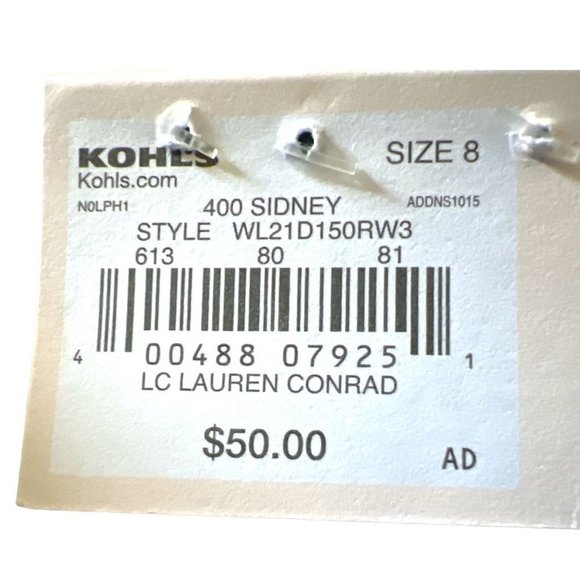 KOHLS SIZE 8
Kohls.com
N0LPH1 400 SIDNEY ADDNS1015
STYLE WL21D150RW3
613 80 81
4 00488 07925 1
LC LAUREN CONRAD
$50.00
AD